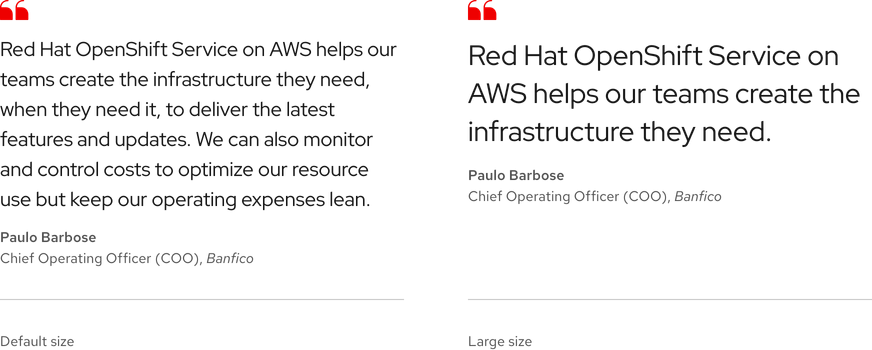 Red Hat OpenShift Service on AWS helps our
teams create the infrastructure they need,
when they need it, to deliver the latest
features and updates. We can also monitor
and control costs to optimize our resource
use but keep our operating expenses lean.
Paulo Barbose
Chief Operating Officer (COO), Banfico
Default size
Red Hat OpenShift Service on
AWS helps our teams create the
infrastructure they need.
Paulo Barbose
Chief Operating Officer (COO), Banfico
Large size